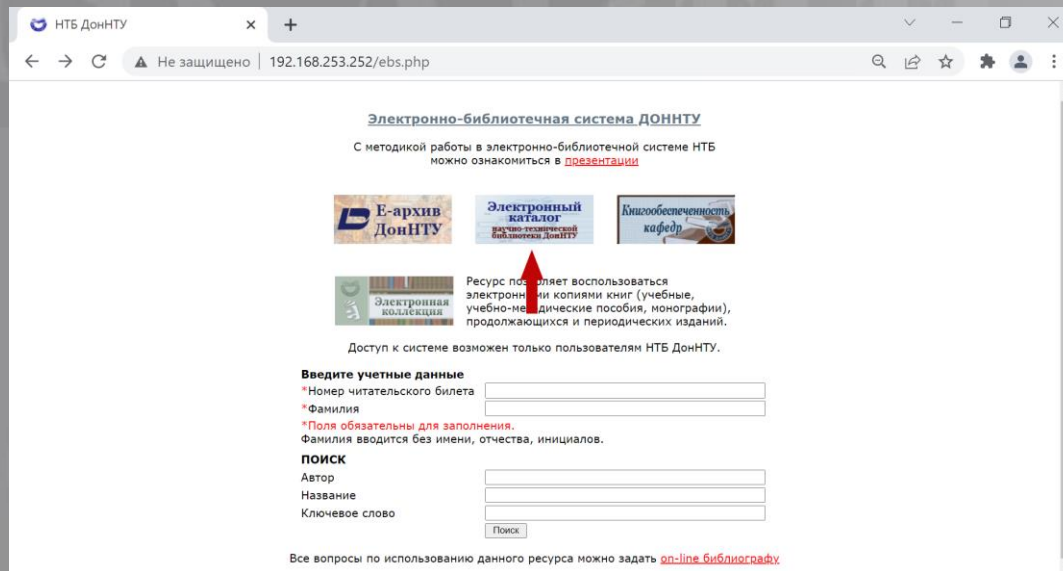 НТБ ДонНТУ
Не защищено | 192.168.253.252/ebs.php
Электронно-библиотечная система ДОННТУ
С методикой работы в электронно-библиотечной системе НТБ
можно ознакомиться в презентации
Е-архив
ДонНТУ
Электронный
каталог
научно-технической
библиотеки ДонНТУ
Книгообеспеченность
кафедр
Электронная
коллекция
Ресурс позволяет воспользоваться
электронными копиями книг (учебные,
учебно-методические пособия, монографии),
продолжающихся и периодических изданий.
Доступ к системе возможен только пользователям НТБ ДонНТУ.
Введите учетные данные
*Номер читательского билета
*Фамилия
*Поля обязательны для заполнения.
Фамилия вводится без имени, отчества, инициалов.
ПОИСК
Автор
Название
Ключевое слово
Поиск
Все вопросы по использованию данного ресурса можно задать on-line библиографу